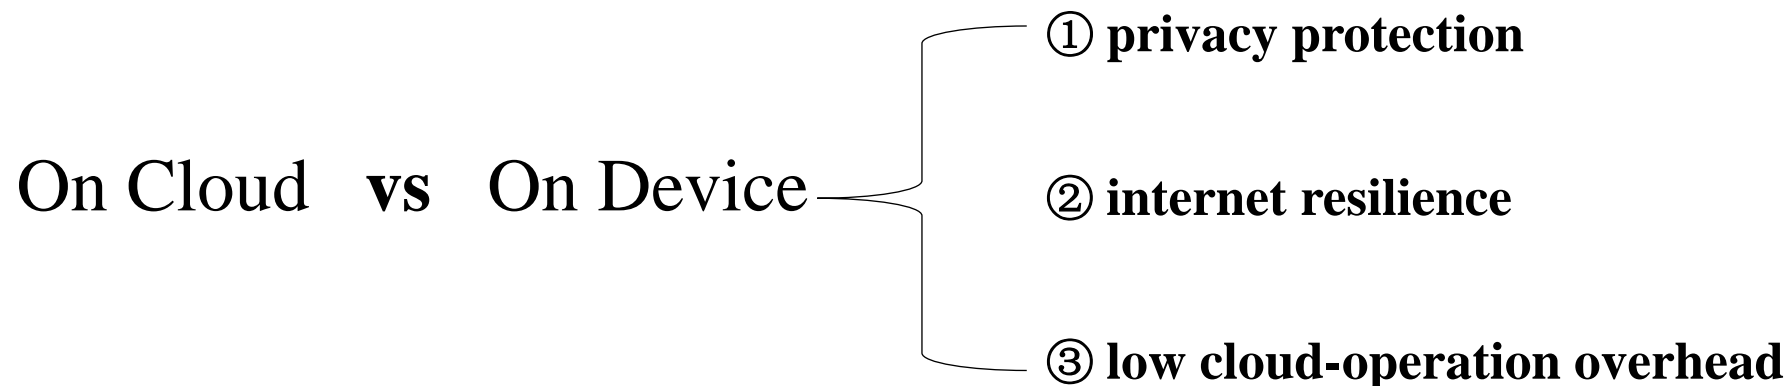 ① privacy protection
On Cloud vs On Device
② internet resilience
③ low cloud-operation overhead